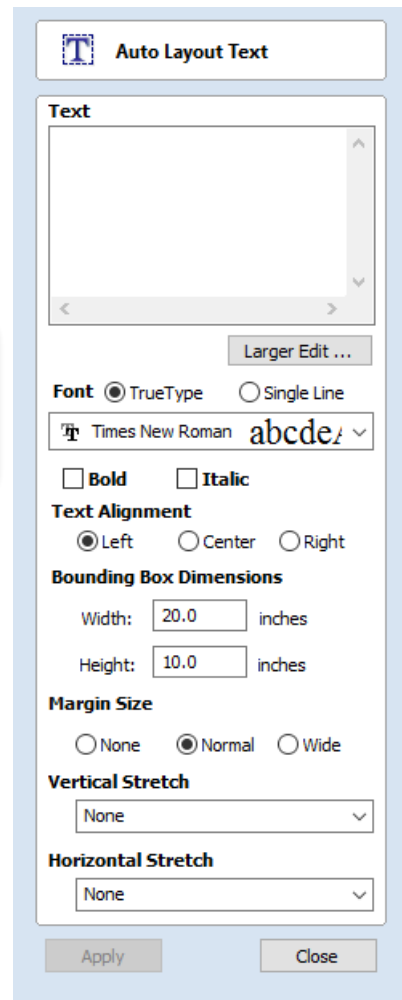 Auto Layout Text
Text
Larger Edit ...
Font TrueType Single Line
Times New Roman abcde
Bold Italic
Text Alignment
Left Center Right
Bounding Box Dimensions
Width: 20.0 inches
Height: 10.0 inches
Margin Size
None Normal Wide
Vertical Stretch
None
Horizontal Stretch
None
Apply Close